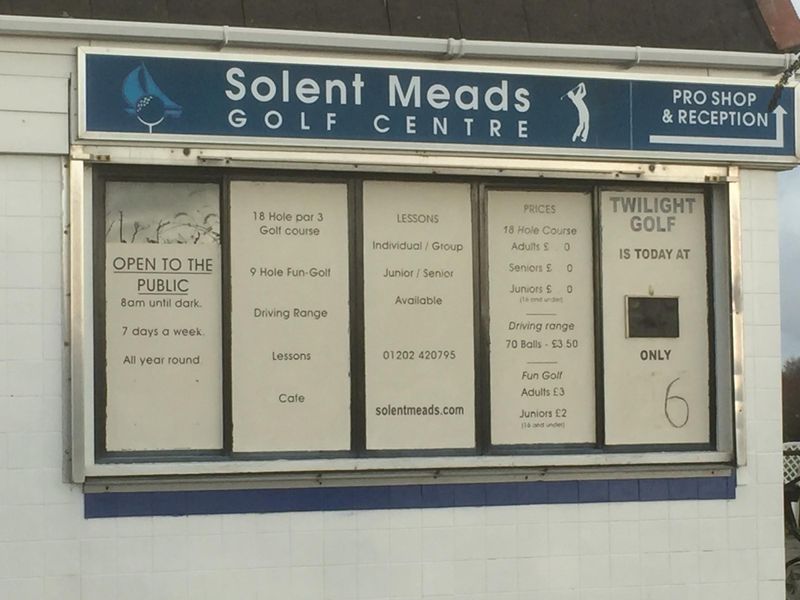 Solent Meads
GOLF CENTRE
PRO SHOP
& RECEPTION
OPEN TO THE
PUBLIC
8am until dark.
7 days a week.
All year round
18 Hole par 3
Golf course
9 Hole Fun-Golf
Driving Range
Lessons
Cafe
LESSONS
Individual / Group
Junior / Senior
Available
01202 420795
solentmeads.com
PRICES
18 Hole Course
Adults £ 0
Seniors £ 0
Juniors £ 0
(16 and under)
Driving range
70 Balls - £3.50
Fun Golf
Adults £3
Juniors £2
(16 and under)
TWILIGHT
GOLF
IS TODAY AT
ONLY
6